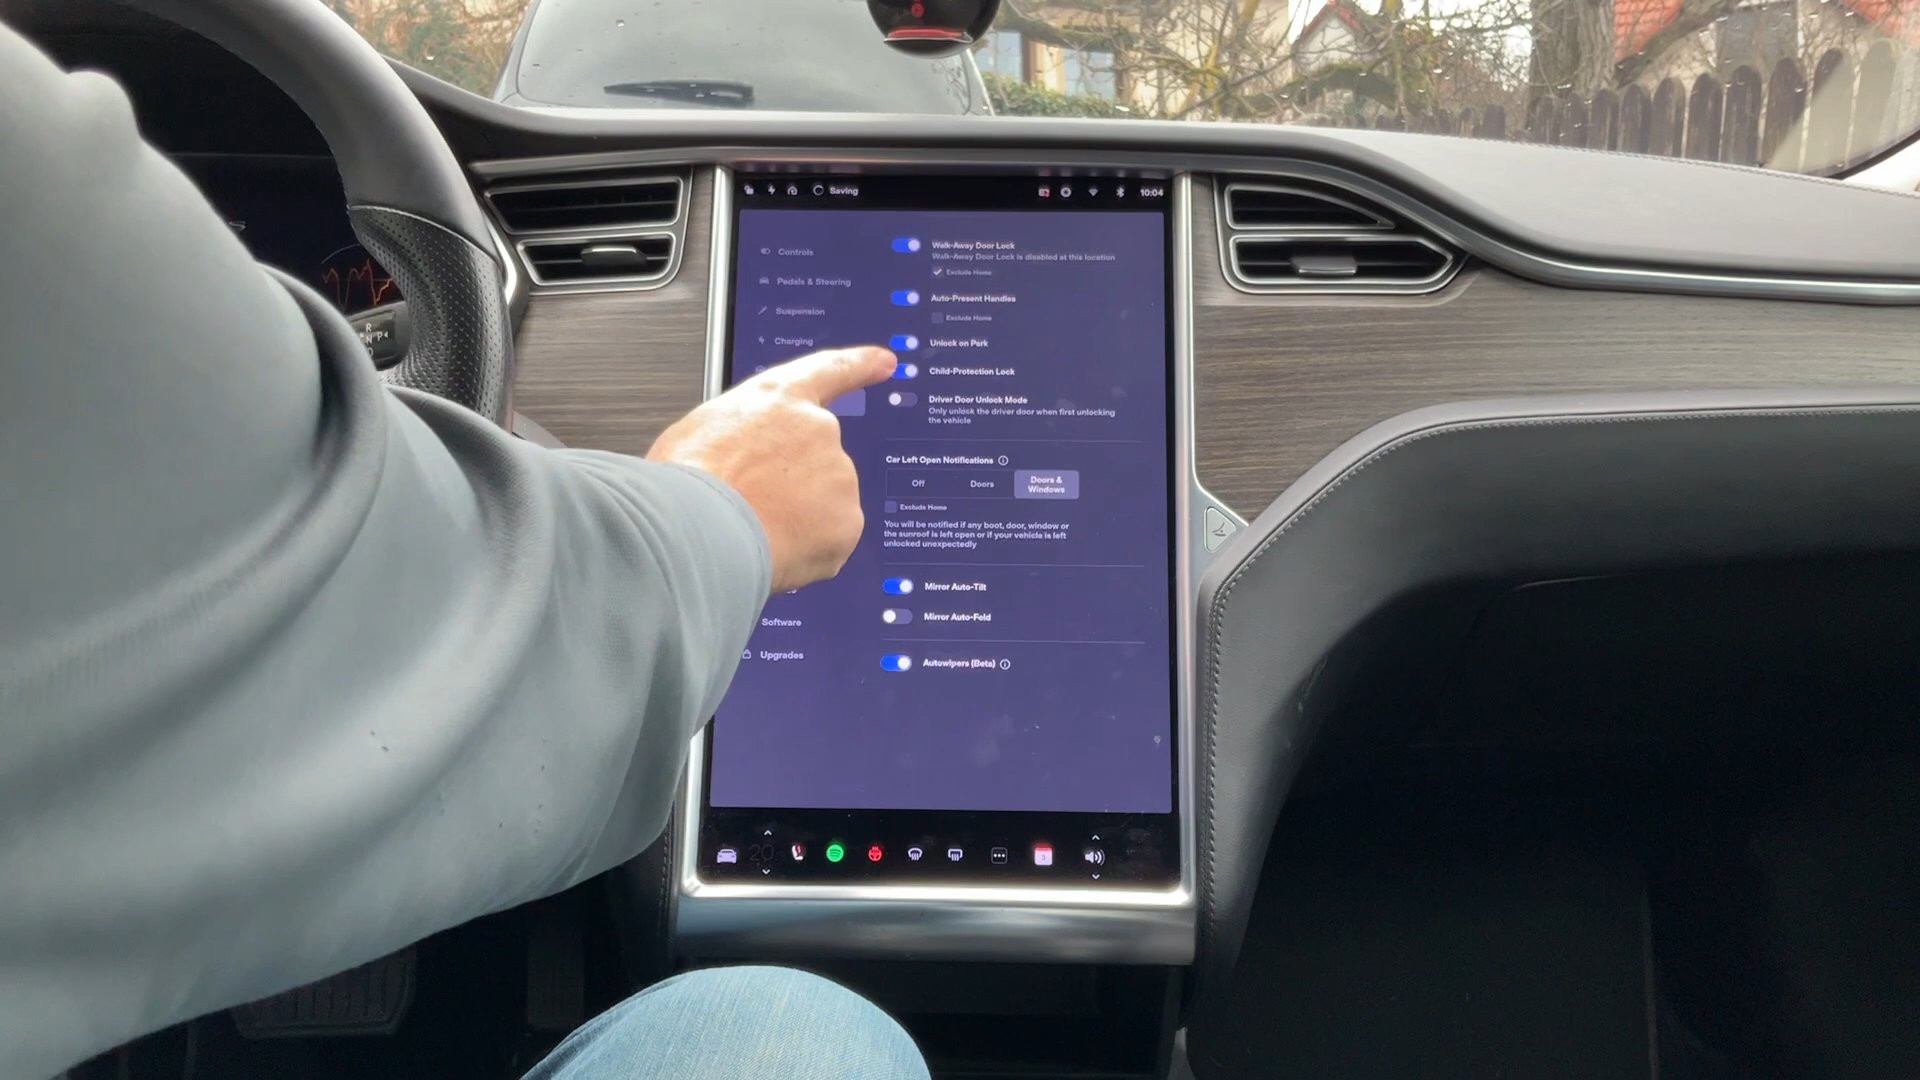 Saving
10:04
Controls
Pedals & Steering
Suspension
Charging
Software
Upgrades
Walk-Away Door Lock
Walk-Away Door Lock is disabled at this location
Exclude Home
Auto-Present Handles
Exclude Home
Unlock on Park
Child-Protection Lock
Driver Door Unlock Mode
Only unlock the driver door when first unlocking
the vehicle
Car Left Open Notifications
Off
Doors
Doors &
Windows
Exclude Home
You will be notified if any boot, door, window or
the sunroof is left open or if your vehicle is left
unlocked unexpectedly
Mirror Auto-Tilt
Mirror Auto-Fold
Autowipers (Beta)
20
R
N P